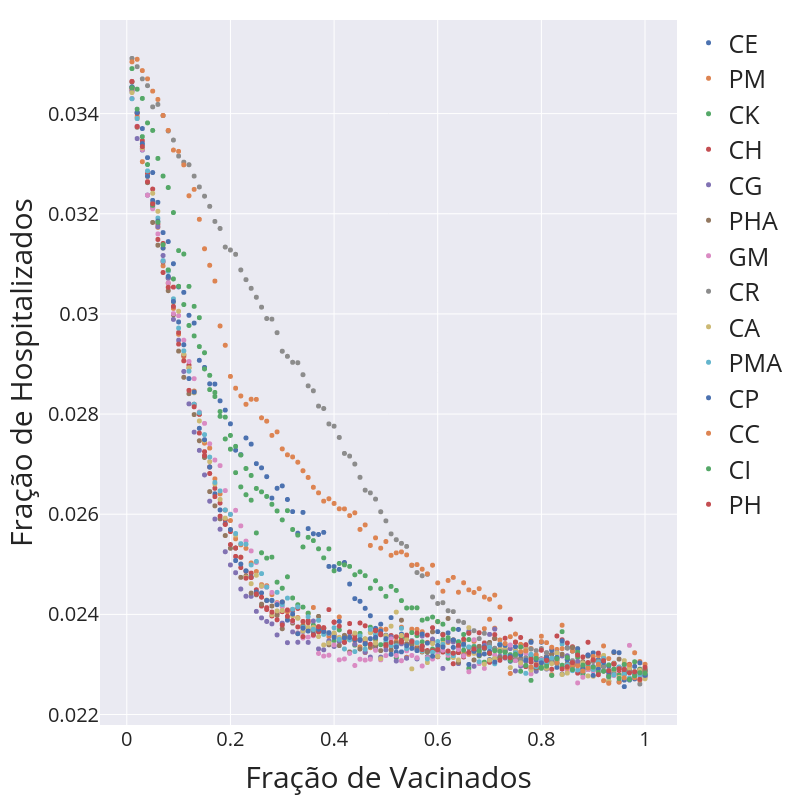 0.034
0.032
0.03
0.028
0.026
0.024
0.022
0
0.2
0.4
0.6
0.8
1
Fração de Vacinados
Fração de Hospitalizados
CE
PM
CK
CH
CG
PHA
GM
CR
CA
PMA
CP
CC
CI
PH